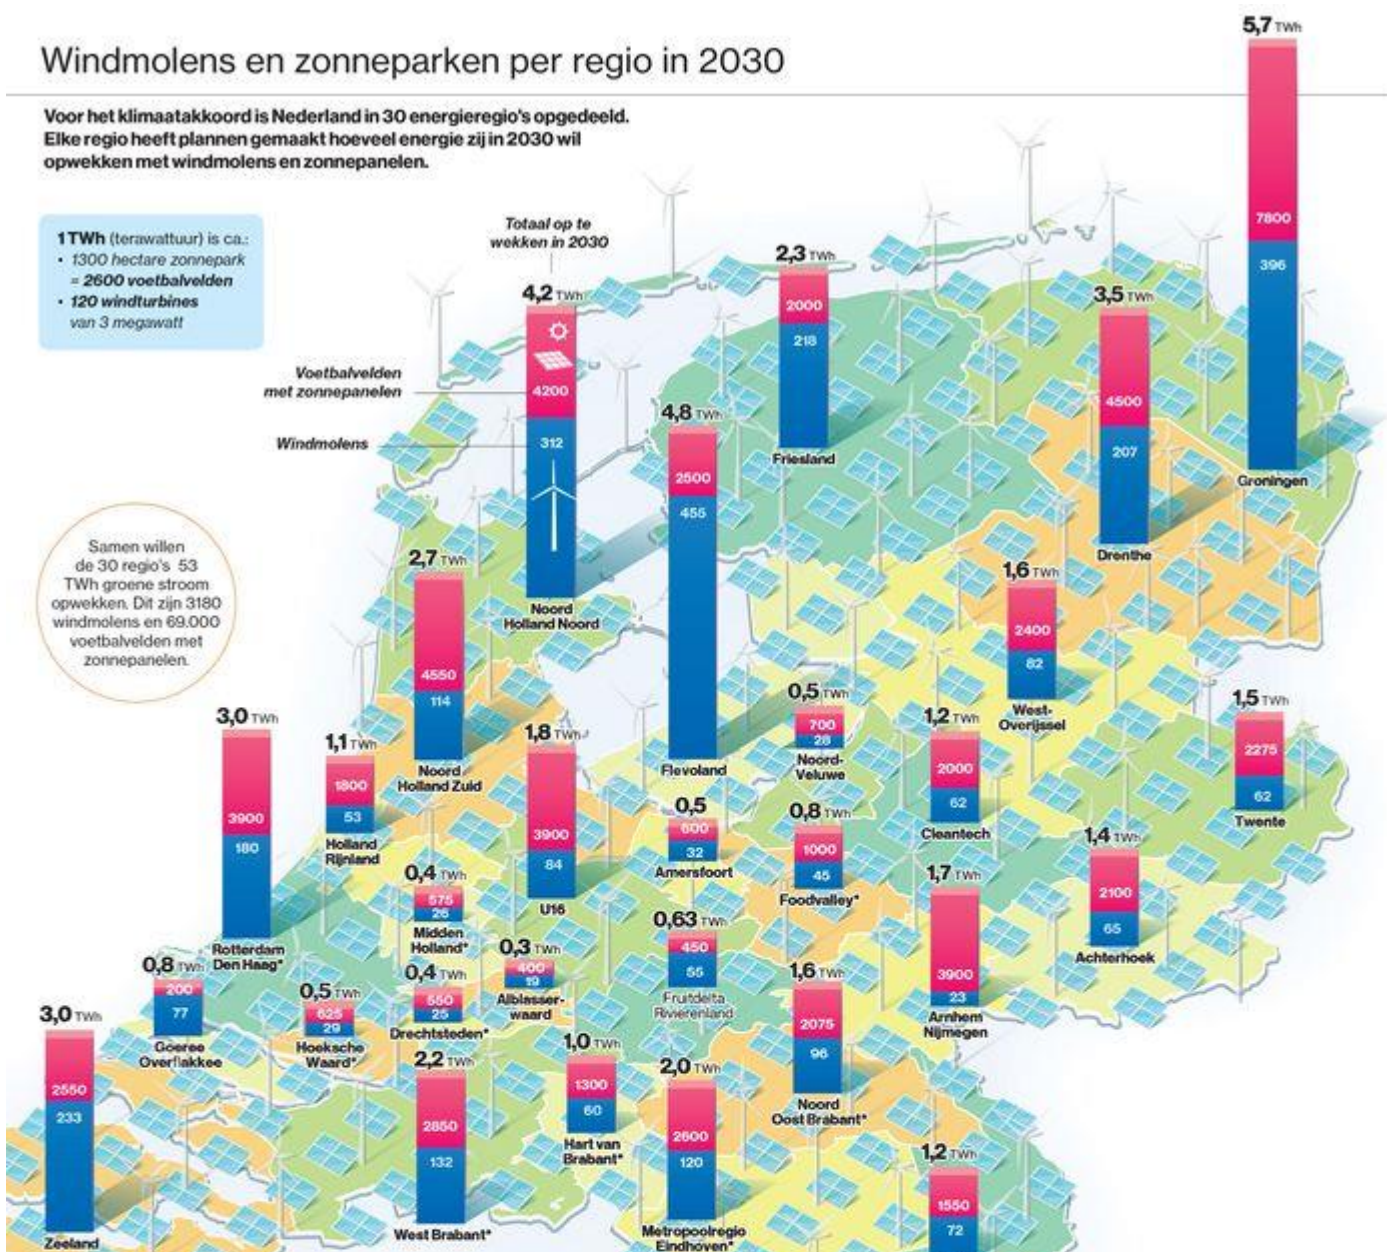 Windmolens en zonneparken per regio in 2030
Voor het klimaatakkoord is Nederland in 30 energieregio's opgedeeld.
Elke regio heeft plannen gemaakt hoeveel energie zij in 2030 wil
opwekken met windmolens en zonnepanelen.
1 TWh (terawattuur) is ca.:
• 1300 hectare zonnepark
= 2600 voetbalvelden
• 120 windturbines
van 3 megawatt
Totaal op te
wekken in 2030
4,2 TWh
Voetbalvelden
met zonnepanelen
4200
Windmolens
312
Noord
Holland Noord
Samen willen
de 30 regio's 53
TWh groene stroom
opwekken. Dit zijn 3180
windmolens en 69.000
voetbalvelden met
zonnepanelen.
5,7 TWh
7800
396
Groningen
2,3 TWh
2000
218
Friesland
3,5 TWh
4500
207
Drenthe
4,8 TWh
2500
455
Flevoland
2,7 TWh
4550
114
Noord
Holland Zuid
1,6 TWh
2400
82
West-
Overijssel
0,5 TWh
700
28
Noord-
Veluwe
1,2 TWh
2000
62
Cleantech
1,5 TWh
2275
62
Twente
3,0 TWh
3900
180
Rotterdam
Den Haag*
1,1 TWh
1800
53
Holland
Rijnland
1,8 TWh
3900
84
U16
0,5
600
32
Amersfoort
0,8 TWh
1000
45
Foodvalley*
1,4 TWh
2100
65
Achterhoek
0,4 TWh
575
26
Midden
Holland*
1,7 TWh
3900
23
Arnhem
Nijmegen
0,63 TWh
450
55
Fruitdelta
Rivierenland
0,3 TWh
400
19
Alblasser-
waard
0,8 TWh
200
77
Goeree
Overflakkee
0,5 TWh
625
29
Hoeksche
Waard*
0,4 TWh
550
25
Drechtsteden*
1,6 TWh
2075
96
Noord
Oost Brabant*
3,0 TWh
2550
233
Zeeland
2,2 TWh
2850
132
West Brabant*
1,0 TWh
1300
60
Hart van
Brabant*
2,0 TWh
2600
120
Metropoolregio
Eindhoven*
1,2 TWh
1550
72